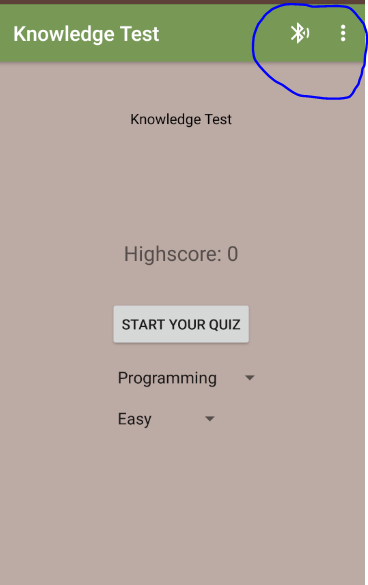 Knowledge Test
Knowledge Test
Highscore: 0
START YOUR QUIZ
Programming
Easy